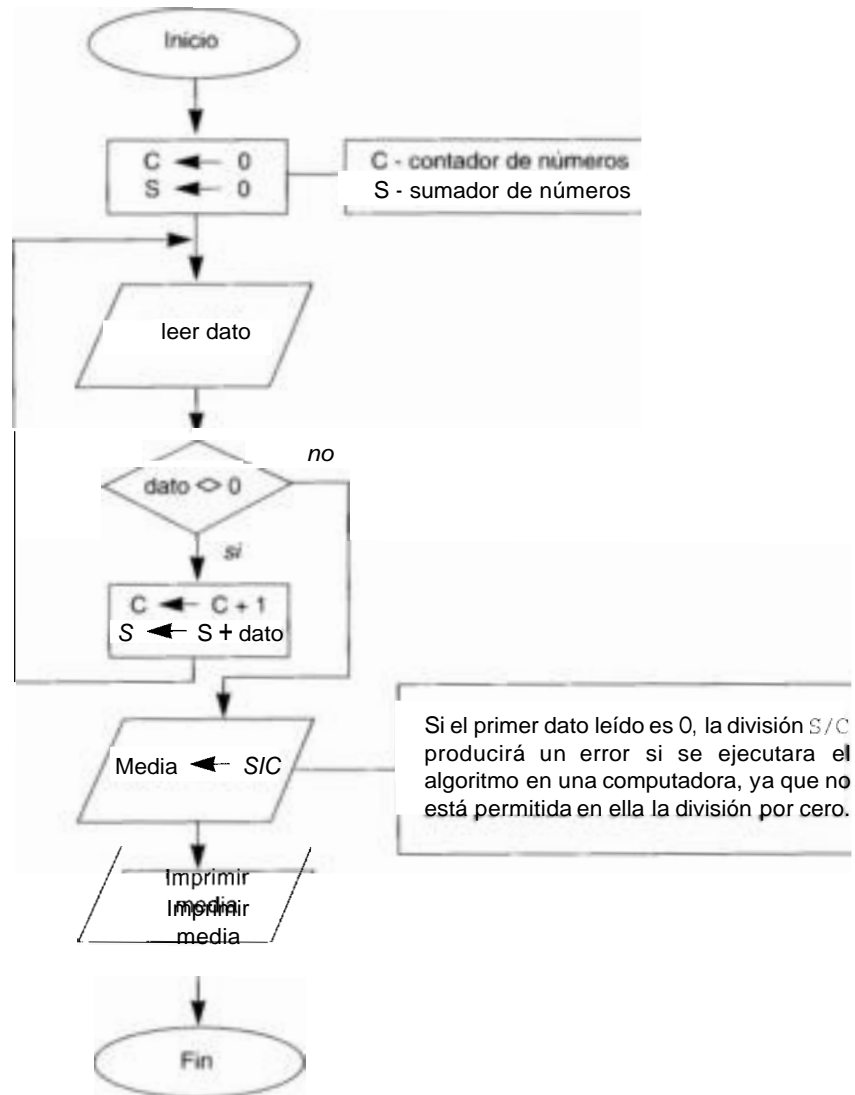 Inicio
C ← 0
S ← 0
C - contador de números
S - sumador de números
leer dato
dato <> 0
no
si
C ← C + 1
S ← S + dato
Media ← SIC
Si el primer dato leído es 0, la división S/C
producirá un error si se ejecutara el
algoritmo en una computadora, ya que no
está permitida en ella la división por cero.
Imprimir
media
Imprimir
media
Fin